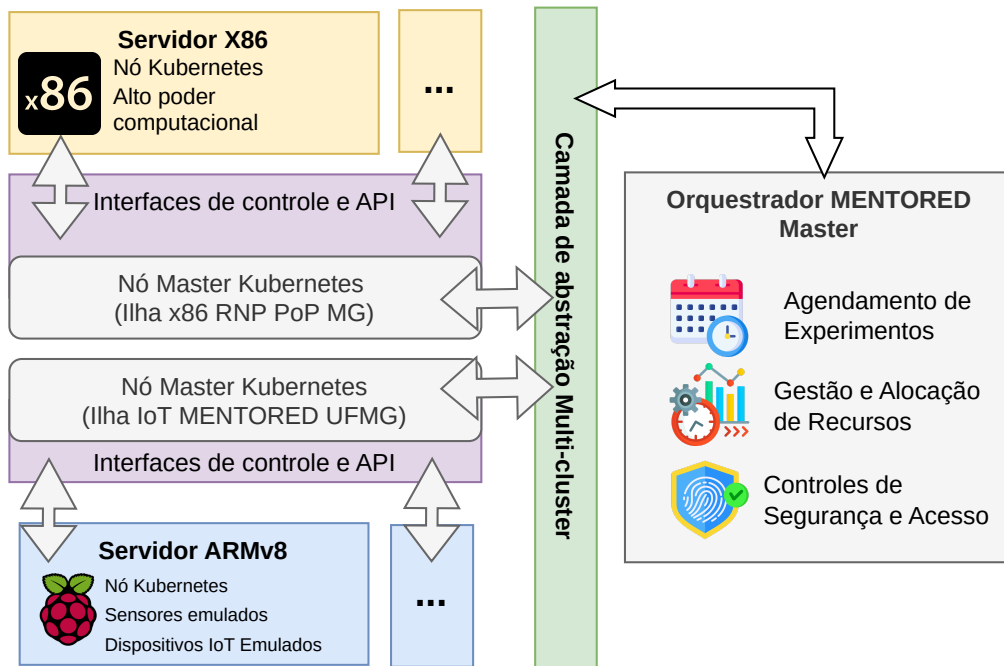 Servidor X86
x86
Nó Kubernetes
Alto poder
computacional
...
Interfaces de controle e API
Nó Master Kubernetes
(Ilha x86 RNP PoP MG)
Nó Master Kubernetes
(Ilha IoT MENTORED UFMG)
Interfaces de controle e API
Servidor ARMv8
Nó Kubernetes
Sensores emulados
Dispositivos IoT Emulados
...
Camada de abstração Multi-cluster
Orquestrador MENTORED
Master
Agendamento de
Experimentos
Gestão e Alocação
de Recursos
Controles de
Segurança e Acesso